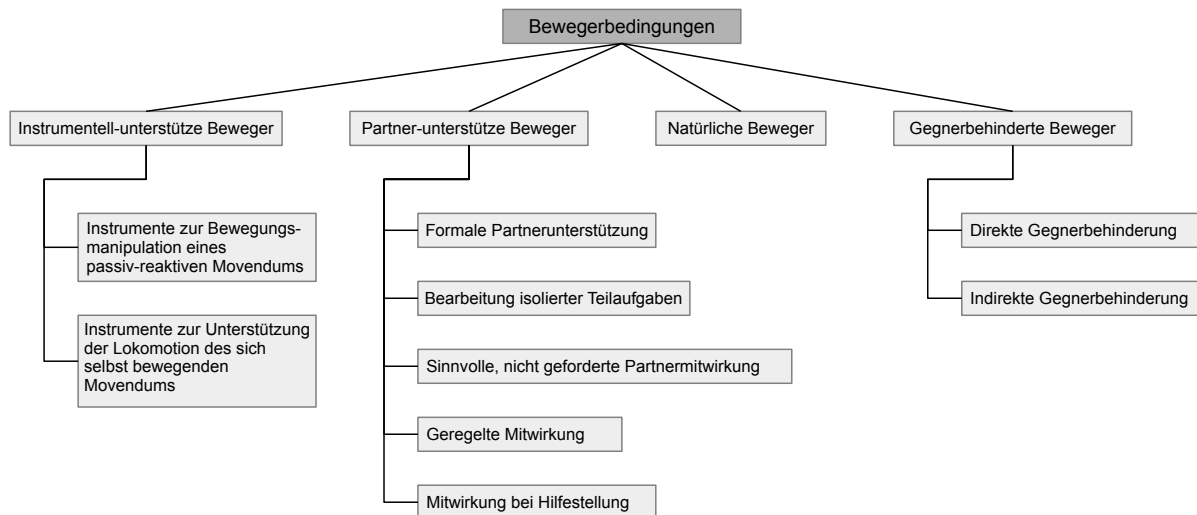 Bewegerbedingungen
Instrumentell-unterstütze Beweger
Partner-unterstütze Beweger
Natürliche Beweger
Gegnerbehinderte Beweger
Instrumente zur Bewegungs-
manipulation eines
passiv-reaktiven Movendums
Instrumente zur Unterstützung
der Lokomotion des sich
selbst bewegenden
Movendums
Formale Partnerunterstützung
Bearbeitung isolierter Teilaufgaben
Sinnvolle, nicht geforderte Partnermitwirkung
Geregelte Mitwirkung
Mitwirkung bei Hilfestellung
Direkte Gegnerbehinderung
Indirekte Gegnerbehinderung